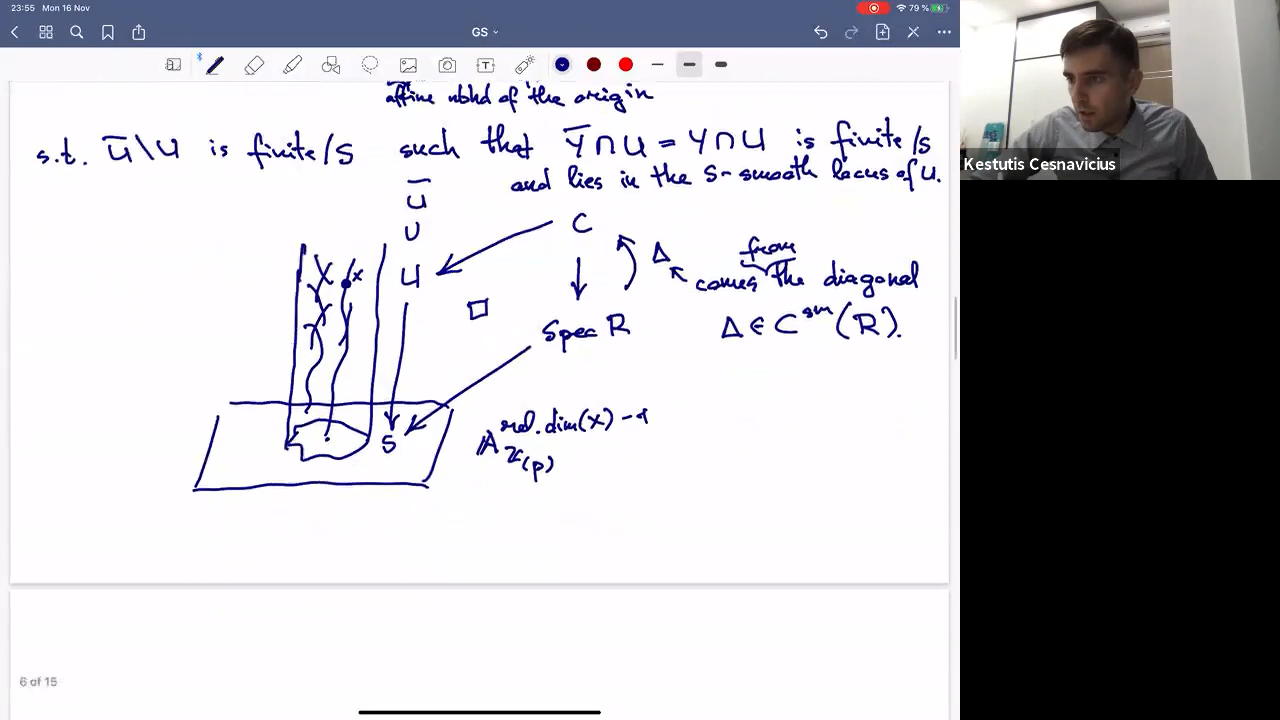 23:55 Mon 16 Nov
79 %
GS
affine nbhd of the origin
s.t. U̅ \ U is finite/S such that Y̅ ∩ U = Y ∩ U is finite/S
and lies in the S-smooth locus of U.
U̅
∪
U
C
Δ
from
comes the diagonal
x
□
Spec R
Δ ∈ C^{sm}(R).
S
𝔸^{rel.dim(X) - 1}_{ℤ_{(p)}}
6 of 15
Kestutis Cesnavicius